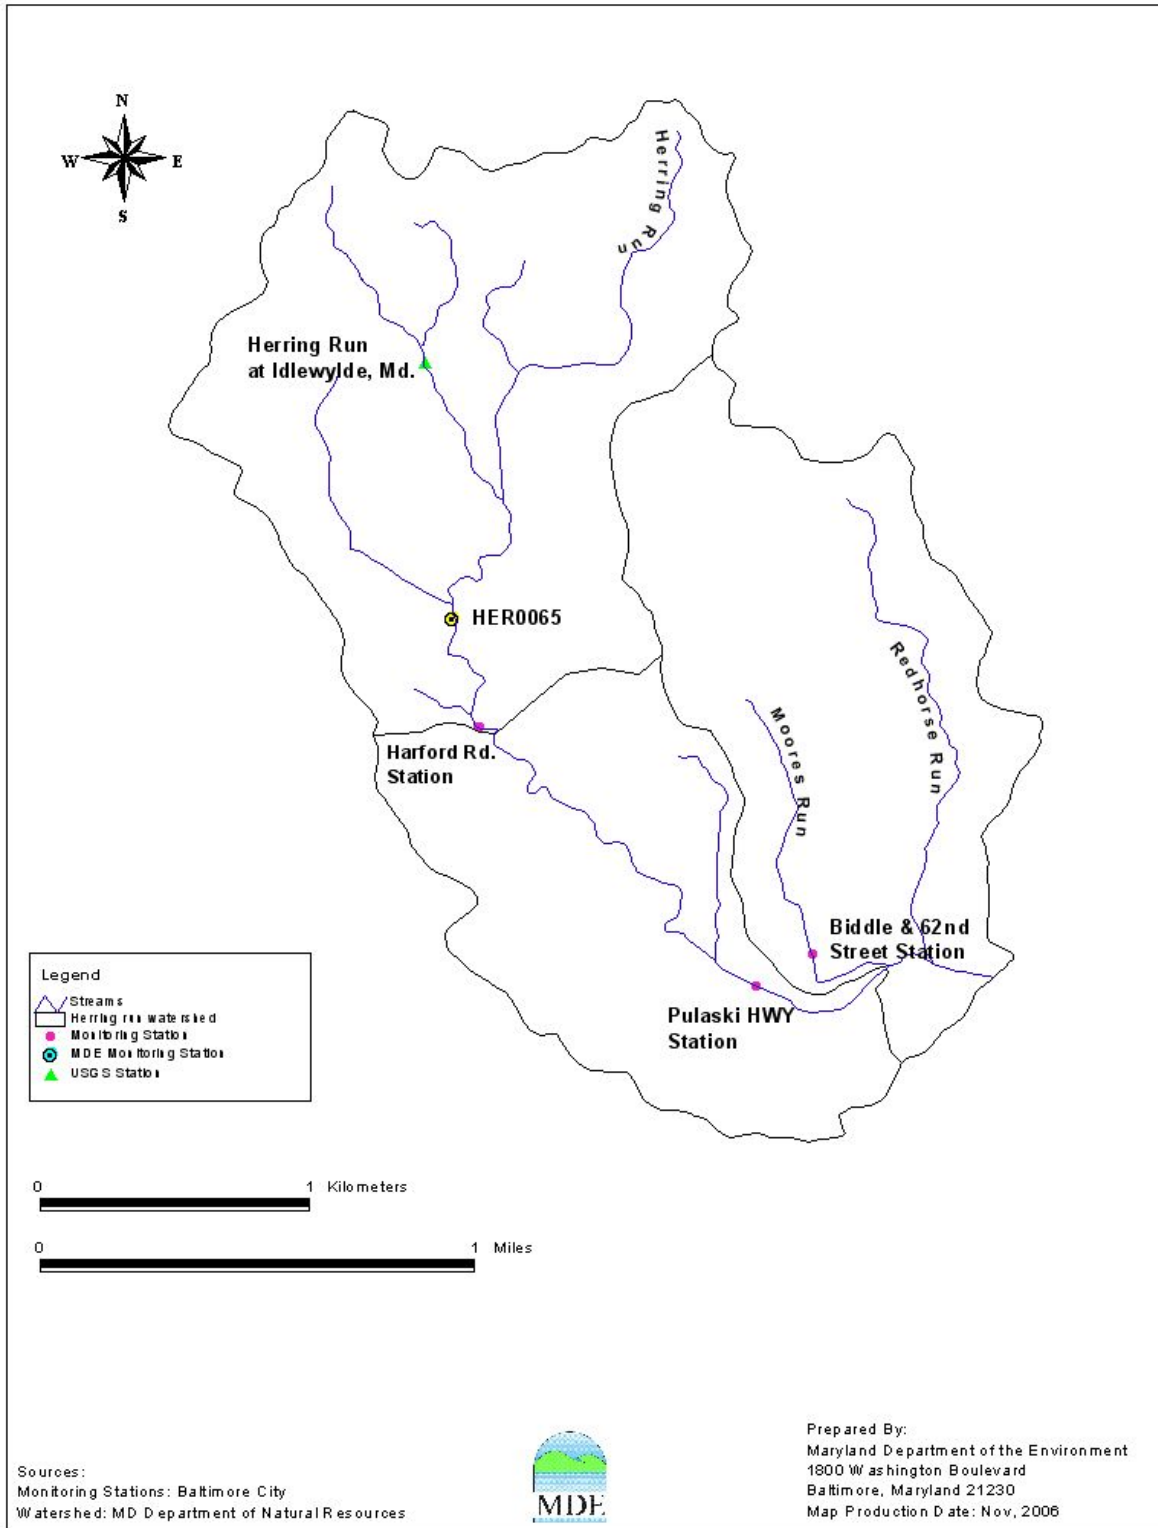 N
W E
S
Herring Run
Herring Run
at Idlewylde, Md.
HER0065
Redhorse Run
Moores Run
Harford Rd.
Station
Biddle & 62nd
Street Station
Pulaski HWY
Station
Legend
Streams
Herring run watershed
Monitoring Station
MDE Monitoring Station
USGS Station
0 1 Kilometers
0 1 Miles
Sources:
Monitoring Stations: Baltimore City
Watershed: MD Department of Natural Resources
MDE
Prepared By:
Maryland Department of the Environment
1800 Washington Boulevard
Baltimore, Maryland 21230
Map Production Date: Nov, 2006